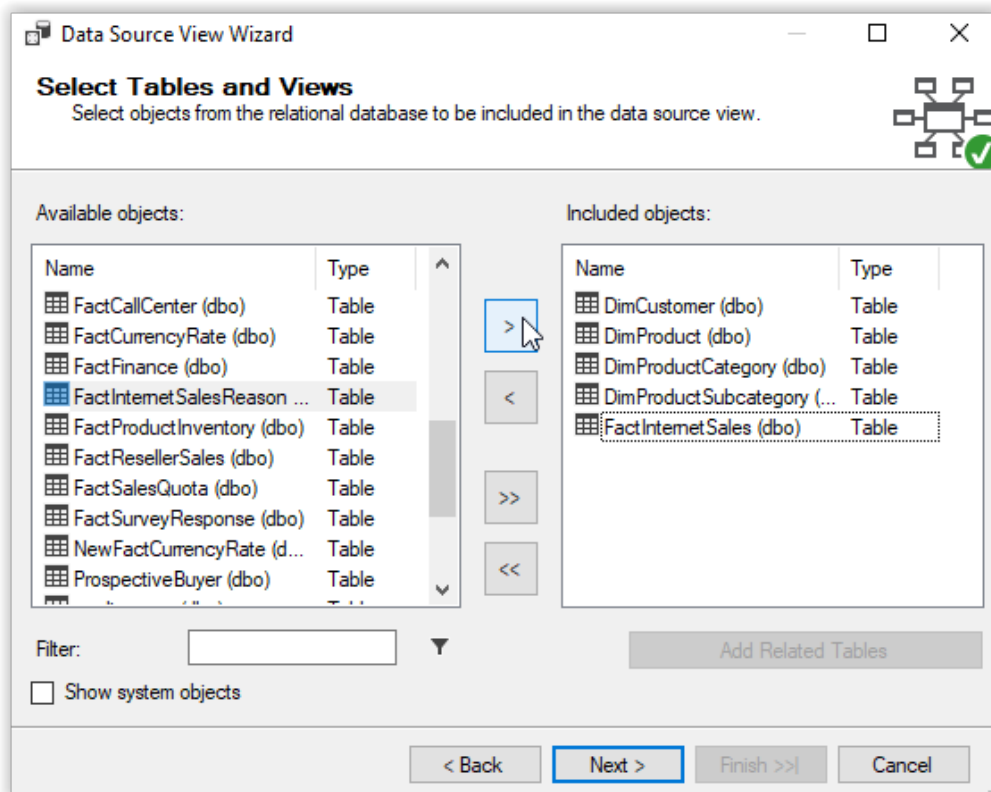 Data Source View Wizard
Select Tables and Views
Select objects from the relational database to be included in the data source view.
Available objects:
Name Type
FactCallCenter (dbo) Table
FactCurrencyRate (dbo) Table
FactFinance (dbo) Table
FactInternetSalesReason ... Table
FactProductInventory (dbo) Table
FactResellerSales (dbo) Table
FactSalesQuota (dbo) Table
FactSurveyResponse (dbo) Table
NewFactCurrencyRate (d... Table
ProspectiveBuyer (dbo) Table
>
<
>>
<<
Included objects:
Name Type
DimCustomer (dbo) Table
DimProduct (dbo) Table
DimProductCategory (dbo) Table
DimProductSubcategory (... Table
FactInternetSales (dbo) Table
Filter:
Add Related Tables
Show system objects
< Back Next > Finish >>| Cancel